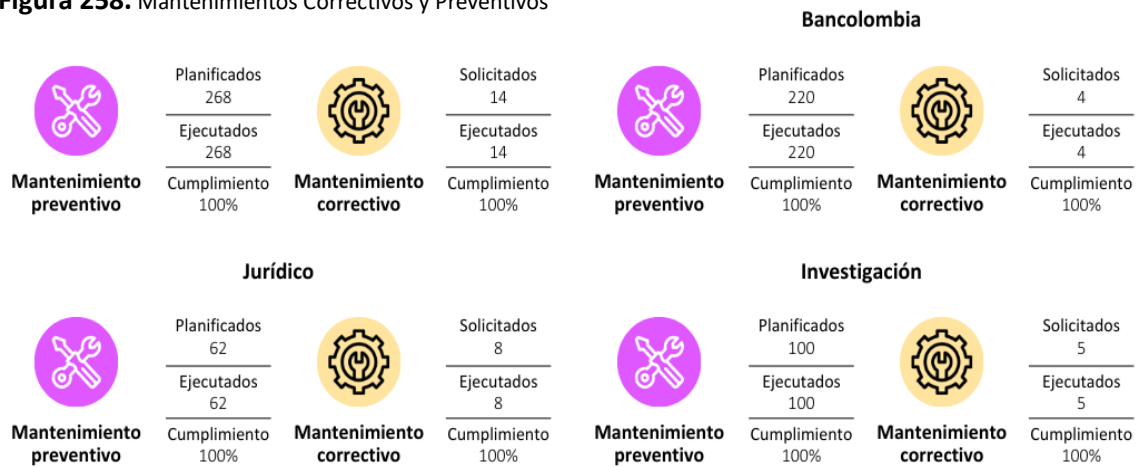 Figura 258. Mantenimientos Correctivos y Preventivos
Planificados
268
Ejecutados
268
Mantenimiento
preventivo
Cumplimiento
100%
Solicitados
14
Ejecutados
14
Mantenimiento
correctivo
Cumplimiento
100%
Bancolombia
Planificados
220
Ejecutados
220
Mantenimiento
preventivo
Cumplimiento
100%
Solicitados
4
Ejecutados
4
Mantenimiento
correctivo
Cumplimiento
100%
Jurídico
Planificados
62
Ejecutados
62
Mantenimiento
preventivo
Cumplimiento
100%
Solicitados
8
Ejecutados
8
Mantenimiento
correctivo
Cumplimiento
100%
Investigación
Planificados
100
Ejecutados
100
Mantenimiento
preventivo
Cumplimiento
100%
Solicitados
5
Ejecutados
5
Mantenimiento
correctivo
Cumplimiento
100%